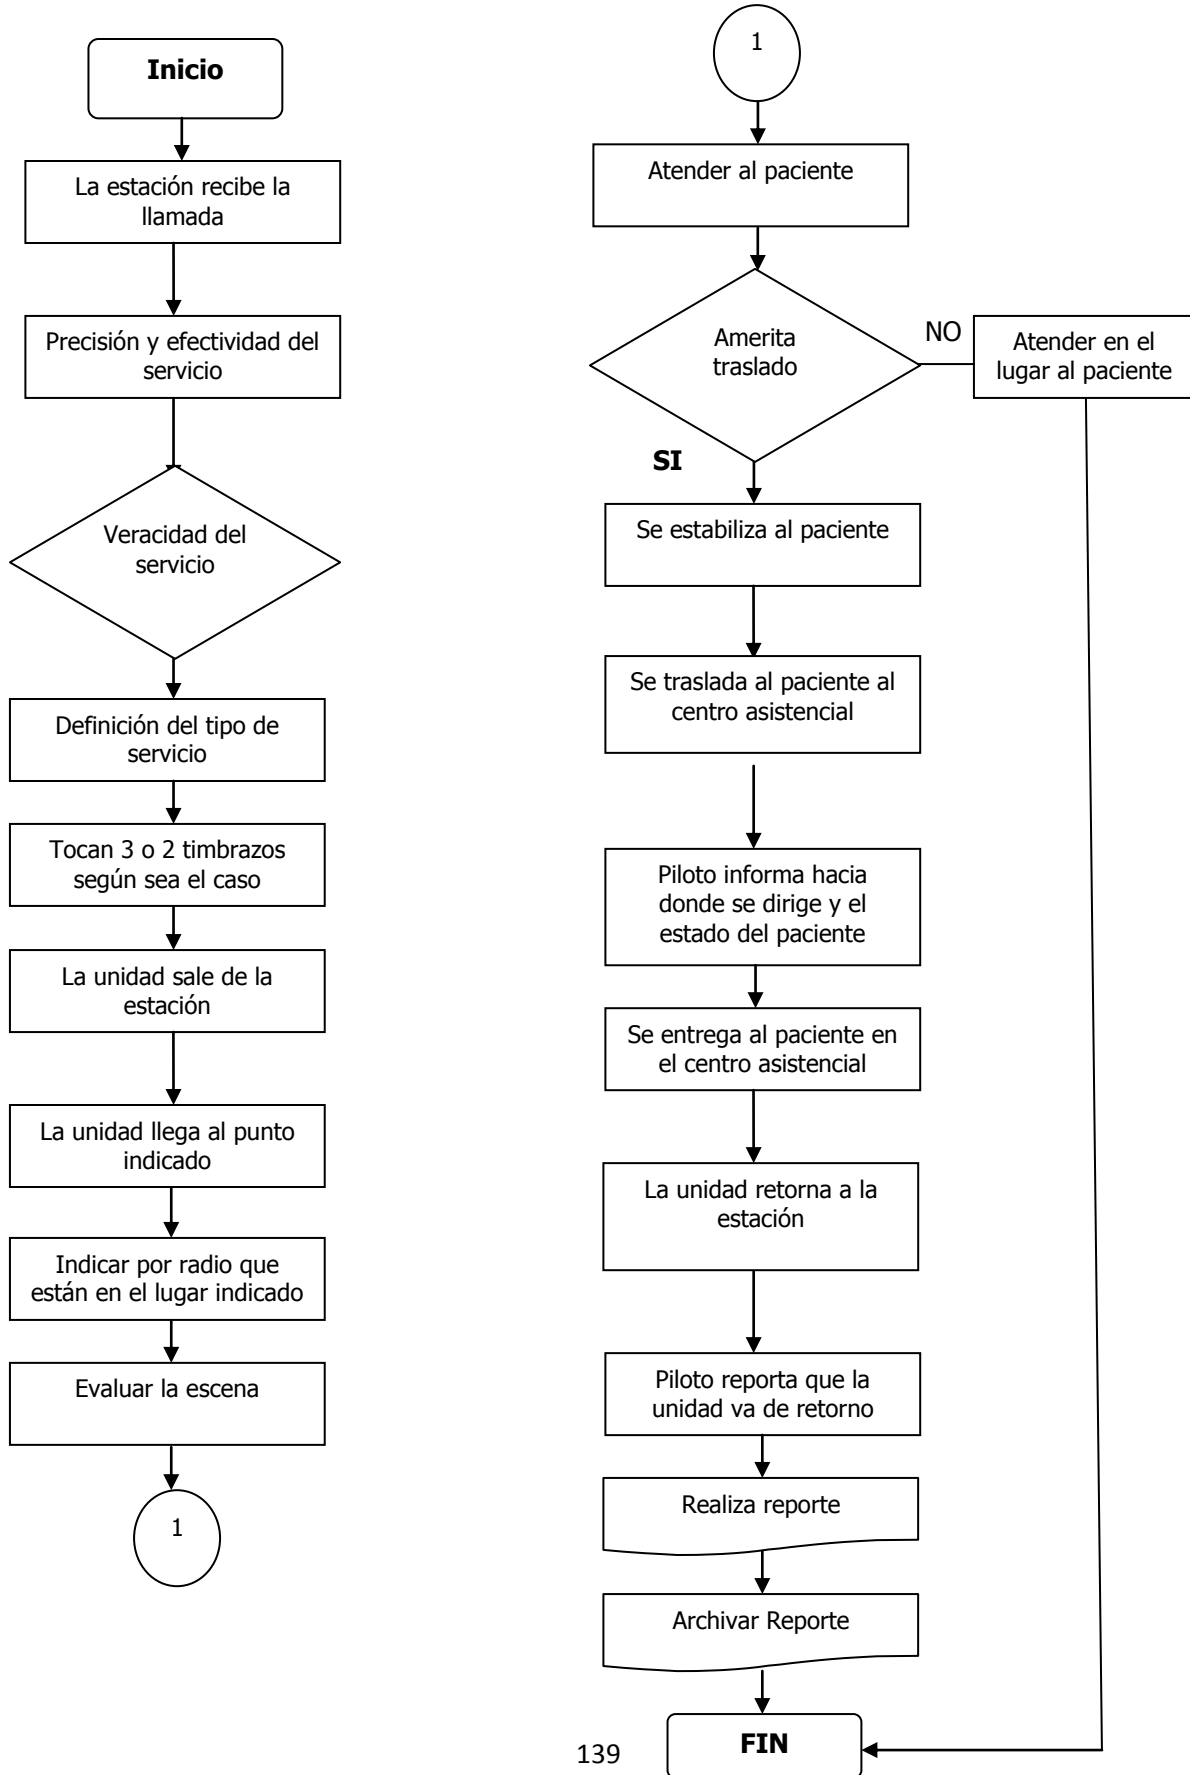 Inicio
La estación recibe la
llamada
Precisión y efectividad del
servicio
Veracidad del
servicio
Definición del tipo de
servicio
Tocan 3 o 2 timbrazos
según sea el caso
La unidad sale de la
estación
La unidad llega al punto
indicado
Indicar por radio que
están en el lugar indicado
Evaluar la escena
1
1
Atender al paciente
Amerita
traslado
NO
Atender en el
lugar al paciente
SI
Se estabiliza al paciente
Se traslada al paciente al
centro asistencial
Piloto informa hacia
donde se dirige y el
estado del paciente
Se entrega al paciente en
el centro asistencial
La unidad retorna a la
estación
Piloto reporta que la
unidad va de retorno
Realiza reporte
Archivar Reporte
FIN
139